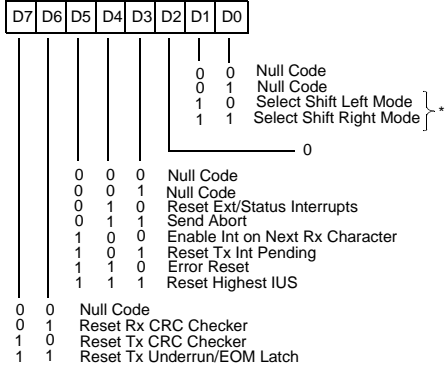 D7 D6 D5 D4 D3 D2 D1 D0
0 0 Null Code
0 1 Null Code
1 0 Select Shift Left Mode
1 1 Select Shift Right Mode
*
0
0 0 0 Null Code
0 0 1 Null Code
0 1 0 Reset Ext/Status Interrupts
0 1 1 Send Abort
1 0 0 Enable Int on Next Rx Character
1 0 1 Reset Tx Int Pending
1 1 0 Error Reset
1 1 1 Reset Highest IUS
0 0 Null Code
0 1 Reset Rx CRC Checker
1 0 Reset Tx CRC Checker
1 1 Reset Tx Underrun/EOM Latch